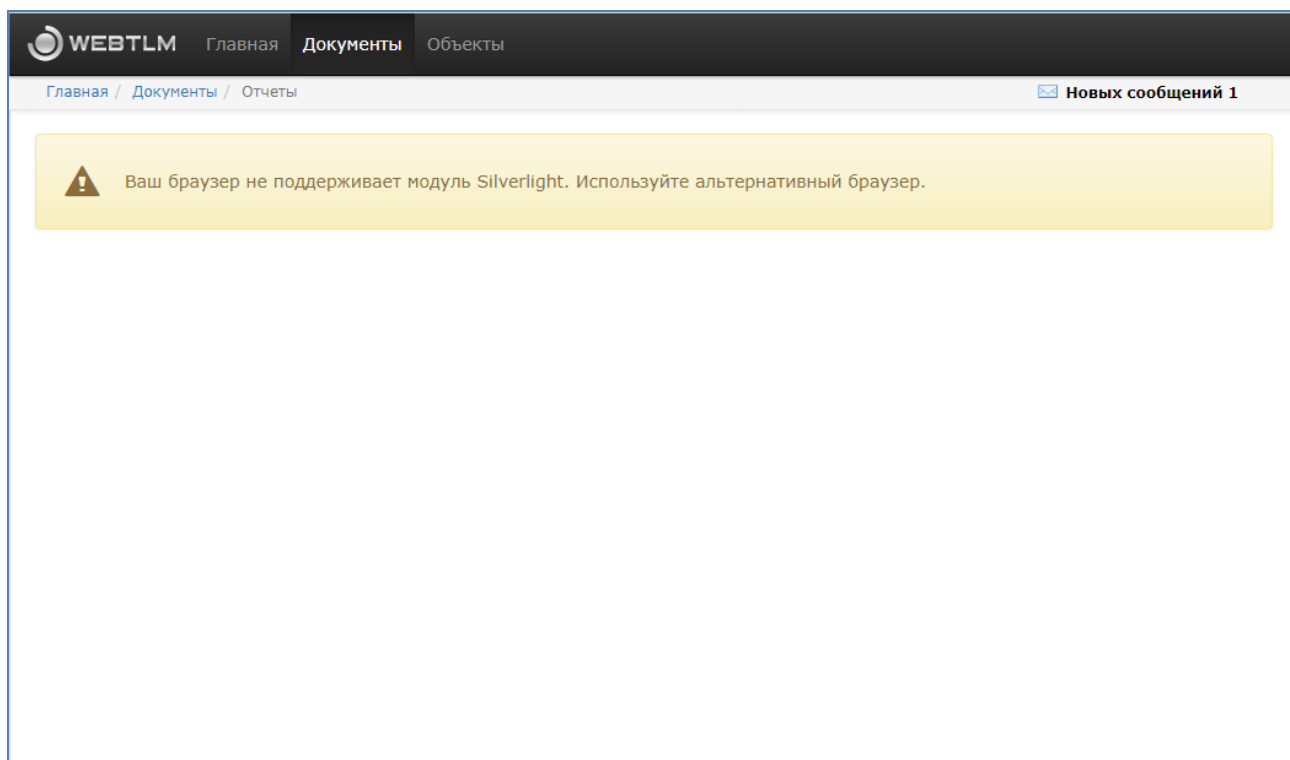 WEBTLM Главная Документы Объекты
Главная / Документы / Отчеты Новых сообщений 1
Ваш браузер не поддерживает модуль Silverlight. Используйте альтернативный браузер.